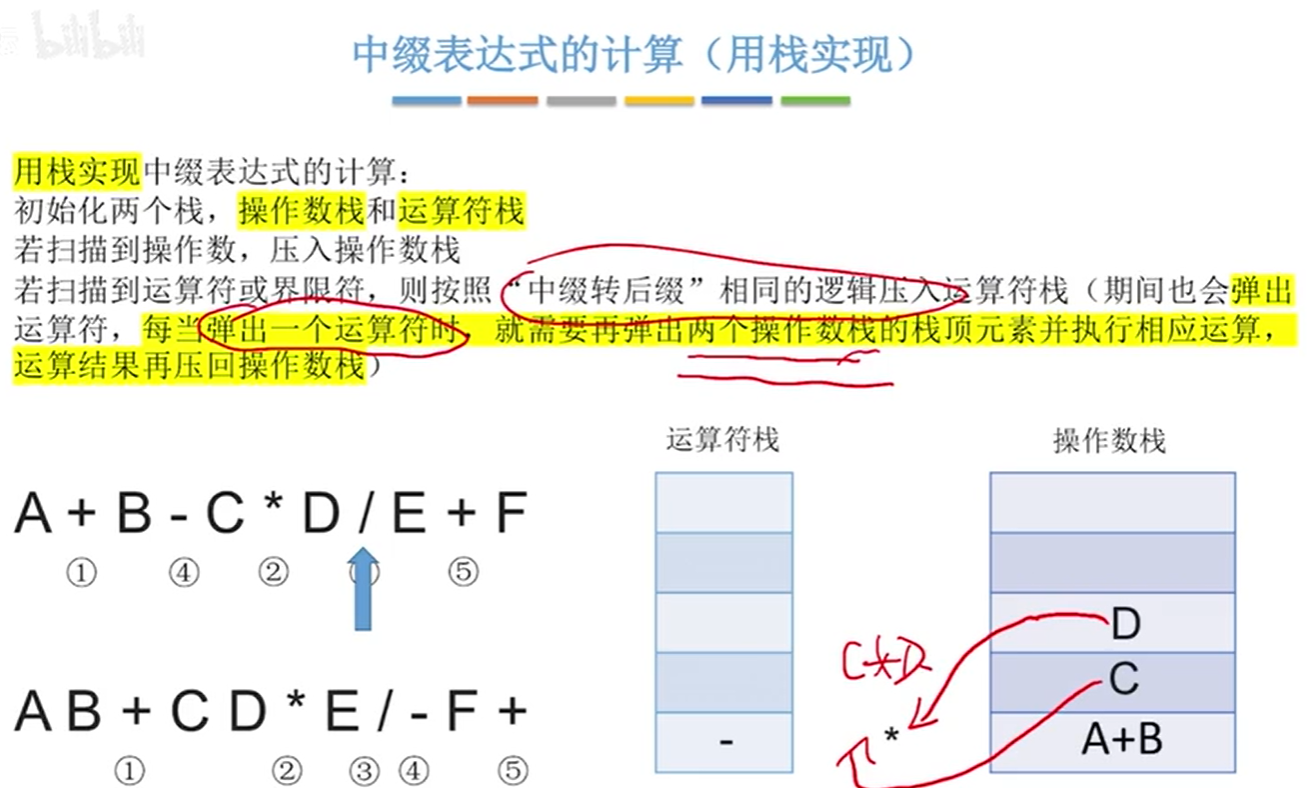 bilibili
中缀表达式的计算（用栈实现）
用栈实现中缀表达式的计算：
初始化两个栈，操作数栈和运算符栈
若扫描到操作数，压入操作数栈
若扫描到运算符或界限符，则按照“中缀转后缀”相同的逻辑压入运算符栈（期间也会弹出
运算符，每当弹出一个运算符时，就需要再弹出两个操作数栈的栈顶元素并执行相应运算，
运算结果再压回操作数栈）
运算符栈
操作数栈
A + B - C * D / E + F
① ④ ② ⑤
D
C*D
C
A B + C D * E / - F +
-
*
A+B
① ② ③ ④ ⑤